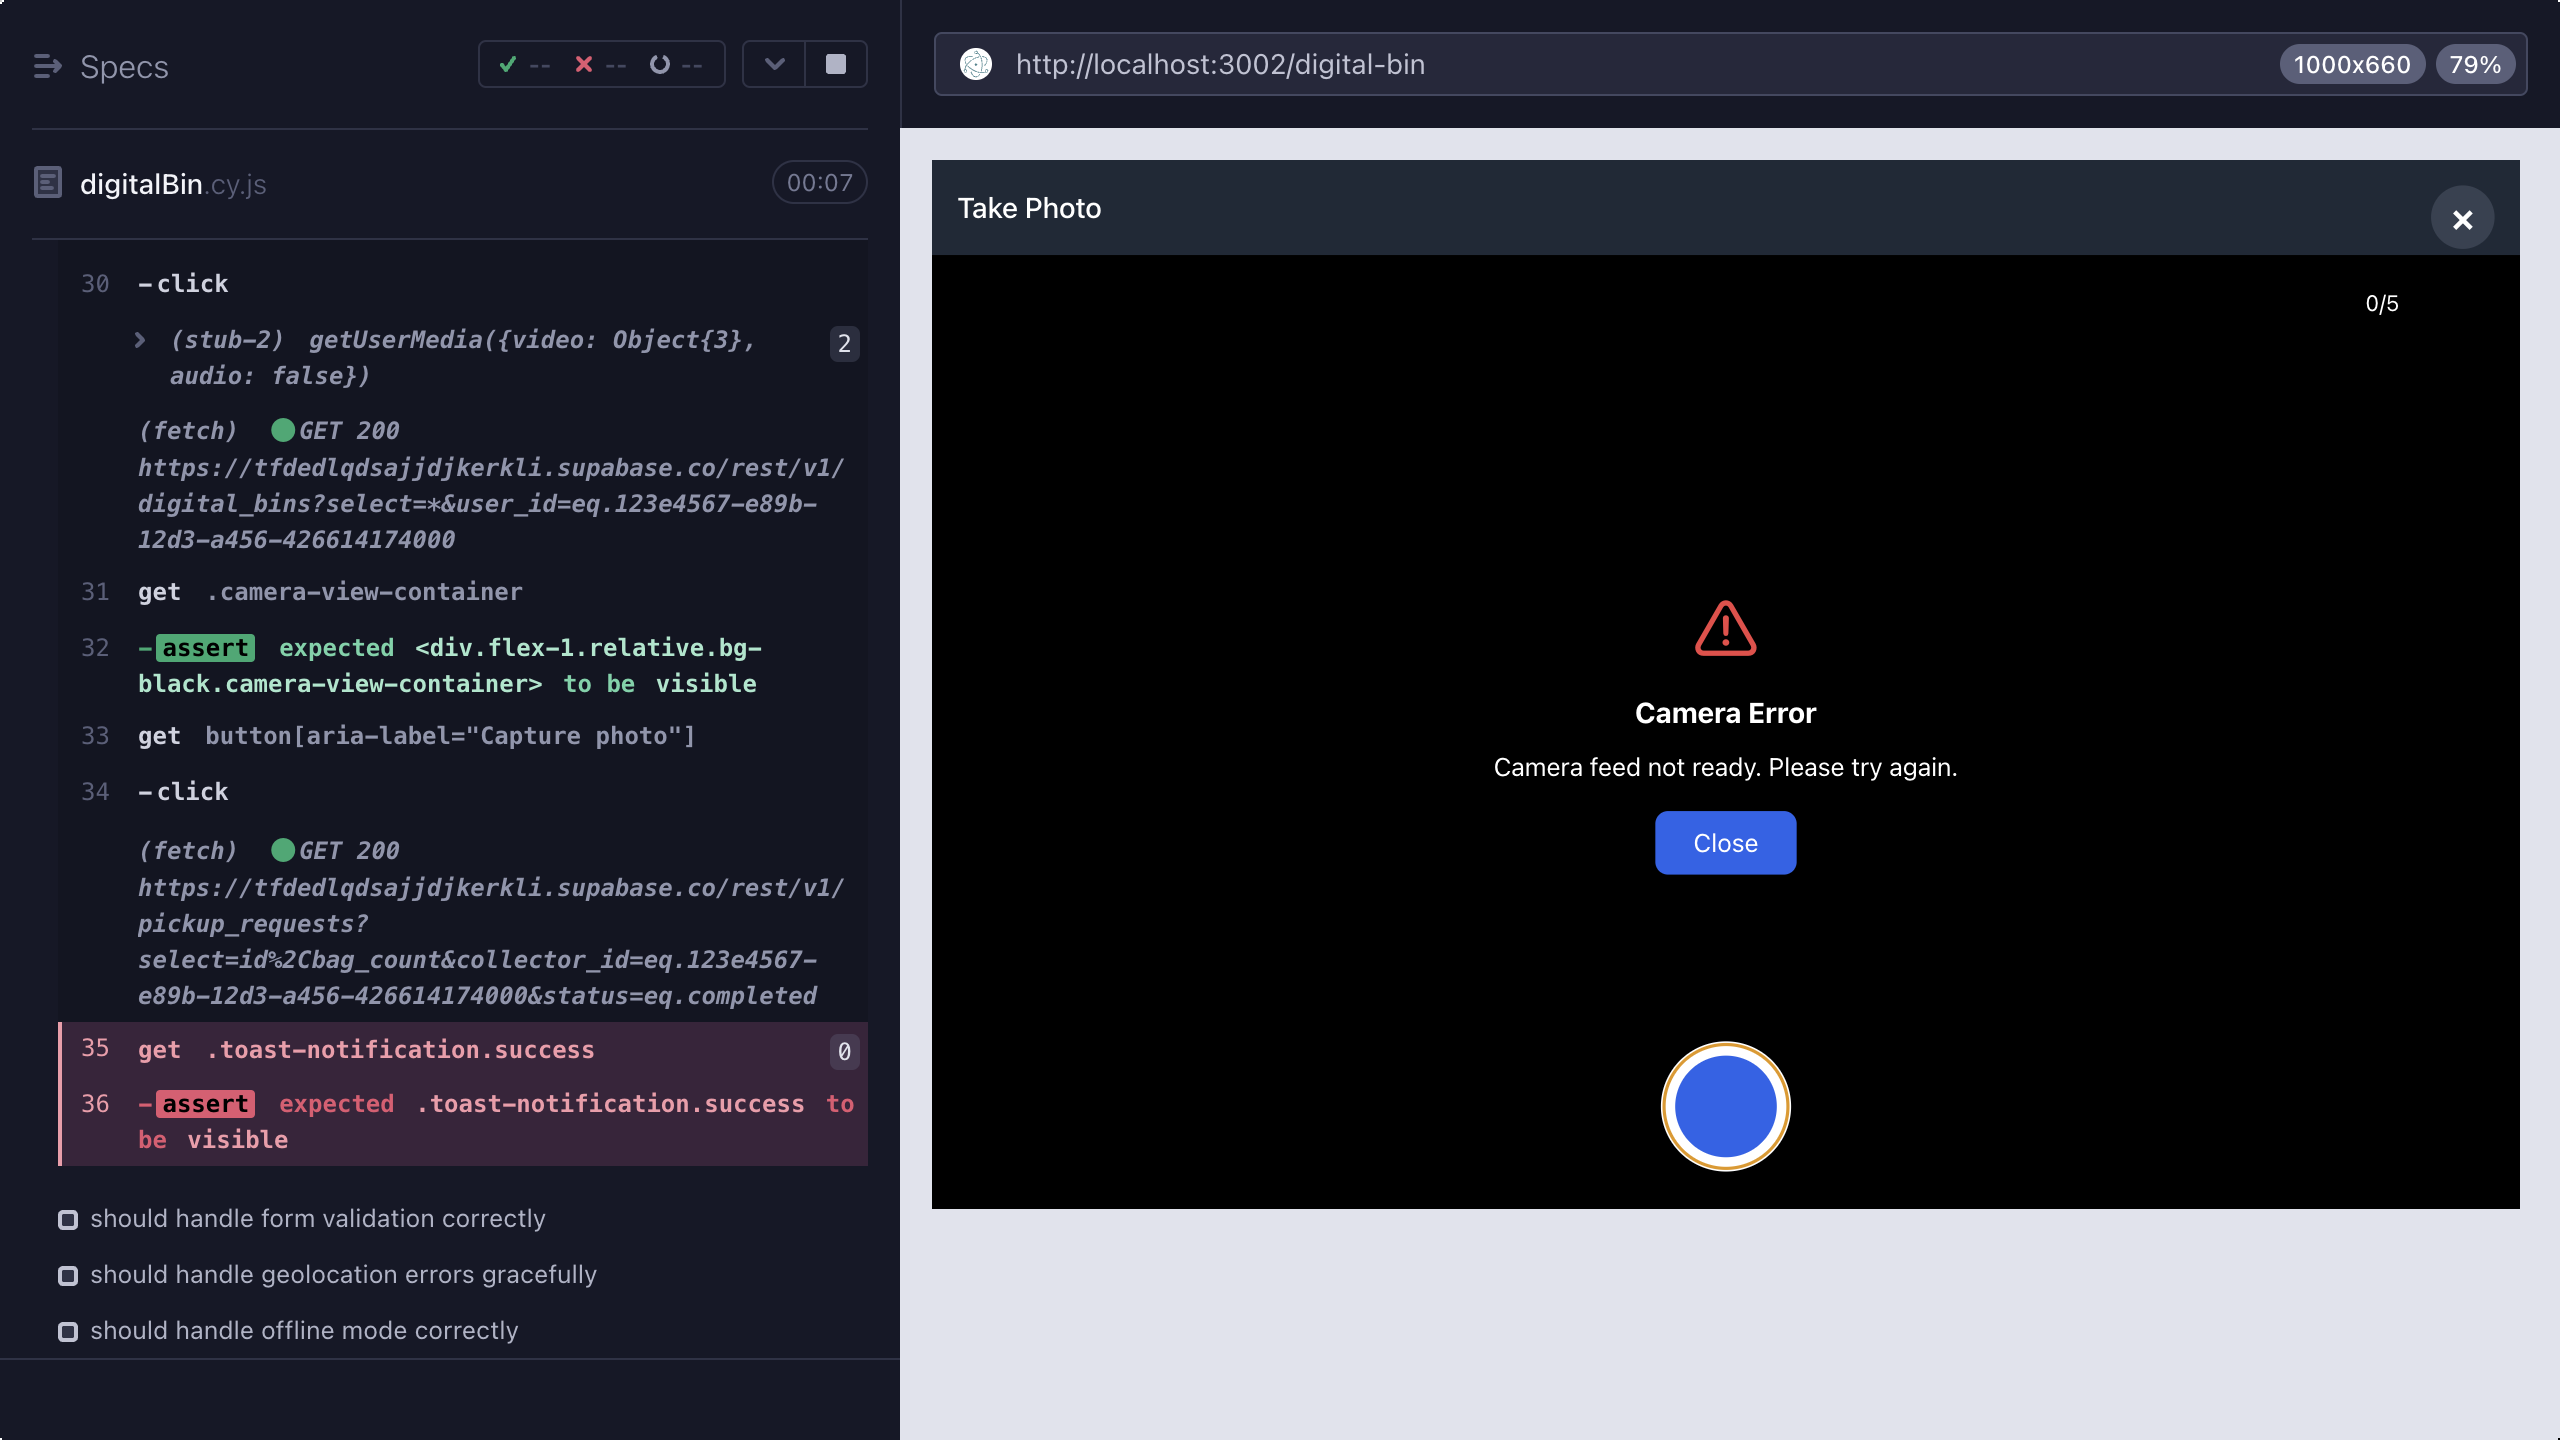 Specs
-- -- --
digitalBin.cy.js
00:07
30 -click
(stub-2) getUserMedia({video: Object{3}, 2
audio: false})
(fetch) GET 200
https://tfdedlqdsajjdjkerkli.supabase.co/rest/v1/
digital_bins?select=*&user_id=eq.123e4567-e89b-
12d3-a456-426614174000
31 get .camera-view-container
32 -assert expected <div.flex-1.relative.bg-
black.camera-view-container> to be visible
33 get button[aria-label="Capture photo"]
34 -click
(fetch) GET 200
https://tfdedlqdsajjdjkerkli.supabase.co/rest/v1/
pickup_requests?
select=id%2Cbag_count&collector_id=eq.123e4567-
e89b-12d3-a456-426614174000&status=eq.completed
35 get .toast-notification.success 0
36 -assert expected .toast-notification.success to
be visible
should handle form validation correctly
should handle geolocation errors gracefully
should handle offline mode correctly
http://localhost:3002/digital-bin
1000x660 79%
Take Photo
0/5
Camera Error
Camera feed not ready. Please try again.
Close